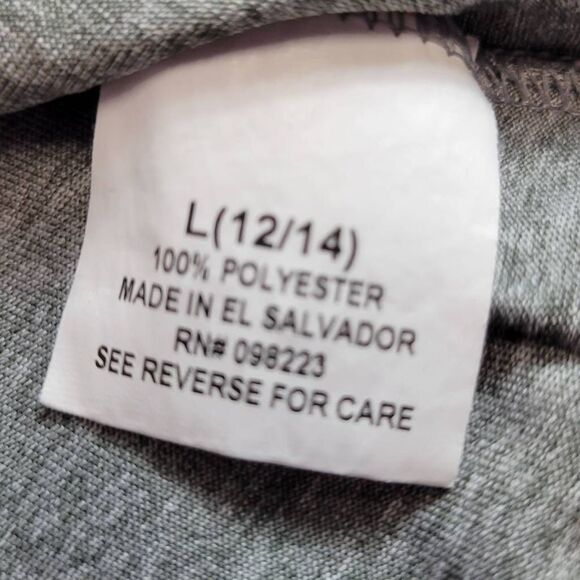 L(12/14)
100% POLYESTER
MADE IN EL SALVADOR
RN# 098223
SEE REVERSE FOR CARE